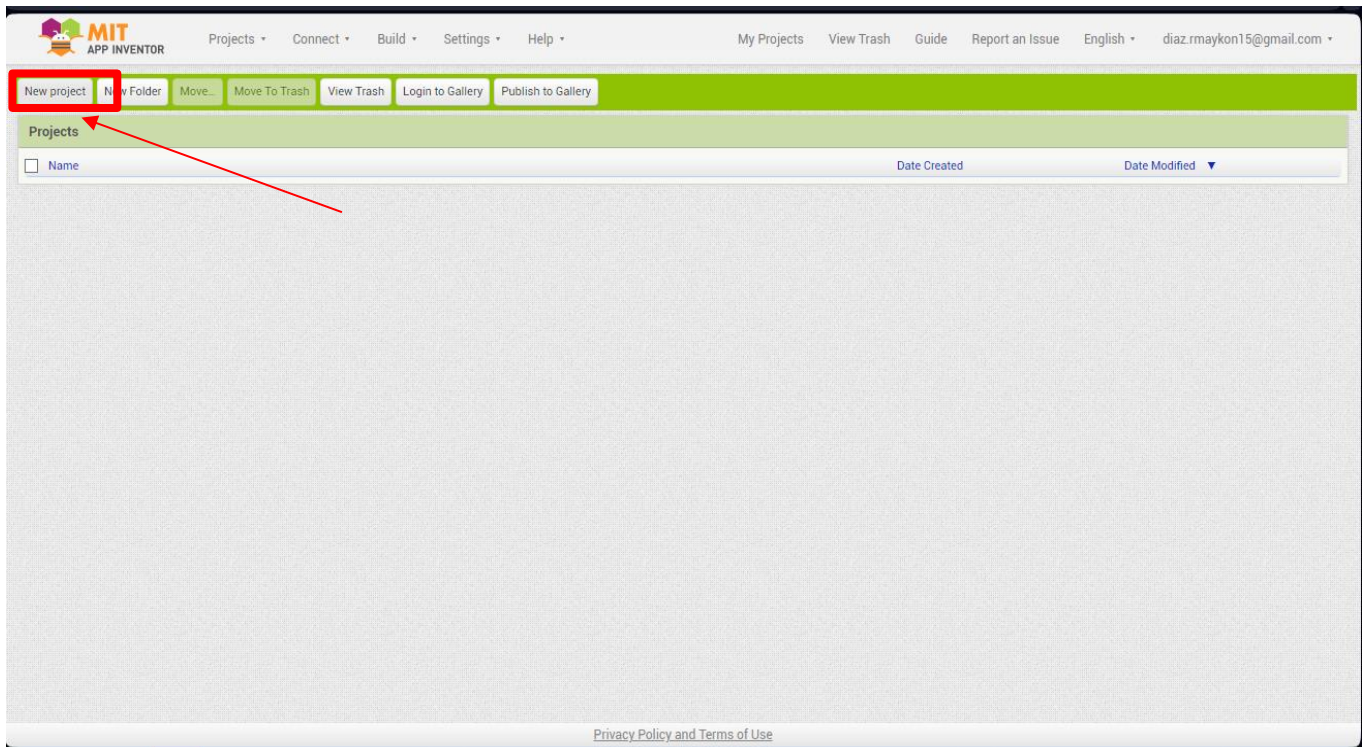 MIT
APP INVENTOR
Projects Connect Build Settings Help My Projects View Trash Guide Report an Issue English diaz.rmaykon15@gmail.com
New project New Folder Move... Move To Trash View Trash Login to Gallery Publish to Gallery
Projects
Name Date Created Date Modified ▼
Privacy Policy and Terms of Use